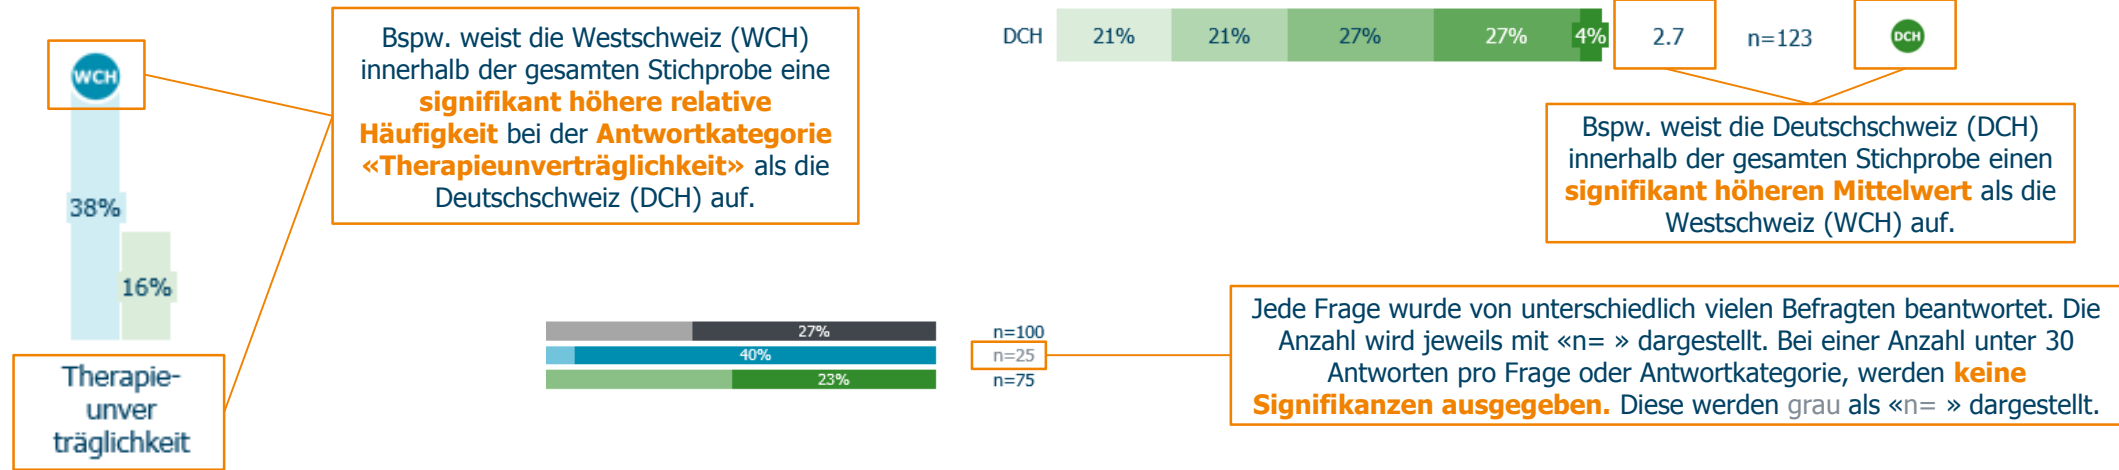 WCH
38%
16%
Therapie-
unver
träglichkeit
Bspw. weist die Westschweiz (WCH)
innerhalb der gesamten Stichprobe eine
signifikant höhere relative
Häufigkeit bei der Antwortkategorie
«Therapieunverträglichkeit» als die
Deutschschweiz (DCH) auf.
DCH 21% 21% 27% 27% 4% 2.7 n=123 DCH
Bspw. weist die Deutschschweiz (DCH)
innerhalb der gesamten Stichprobe einen
signifikant höheren Mittelwert als die
Westschweiz (WCH) auf.
27% n=100
40% n=25
23% n=75
Jede Frage wurde von unterschiedlich vielen Befragten beantwortet. Die
Anzahl wird jeweils mit «n= » dargestellt. Bei einer Anzahl unter 30
Antworten pro Frage oder Antwortkategorie, werden keine
Signifikanzen ausgegeben. Diese werden grau als «n= » dargestellt.